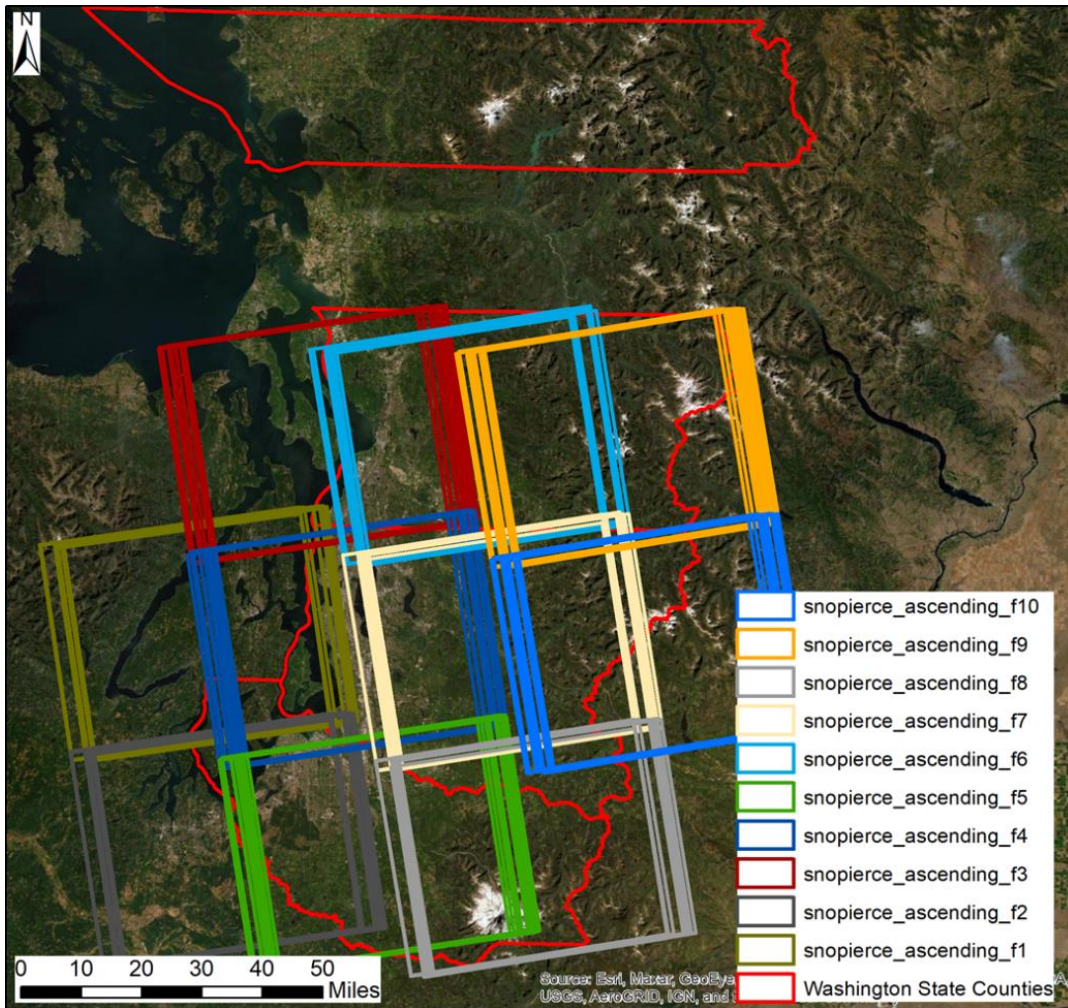 N
snopierce_ascending_f10
snopierce_ascending_f9
snopierce_ascending_f8
snopierce_ascending_f7
snopierce_ascending_f6
snopierce_ascending_f5
snopierce_ascending_f4
snopierce_ascending_f3
snopierce_ascending_f2
snopierce_ascending_f1
Washington State Counties
0 10 20 30 40 50
Miles
Source: Esri, Maxar, GeoEye
USGS, AeroGRID, IGN, and